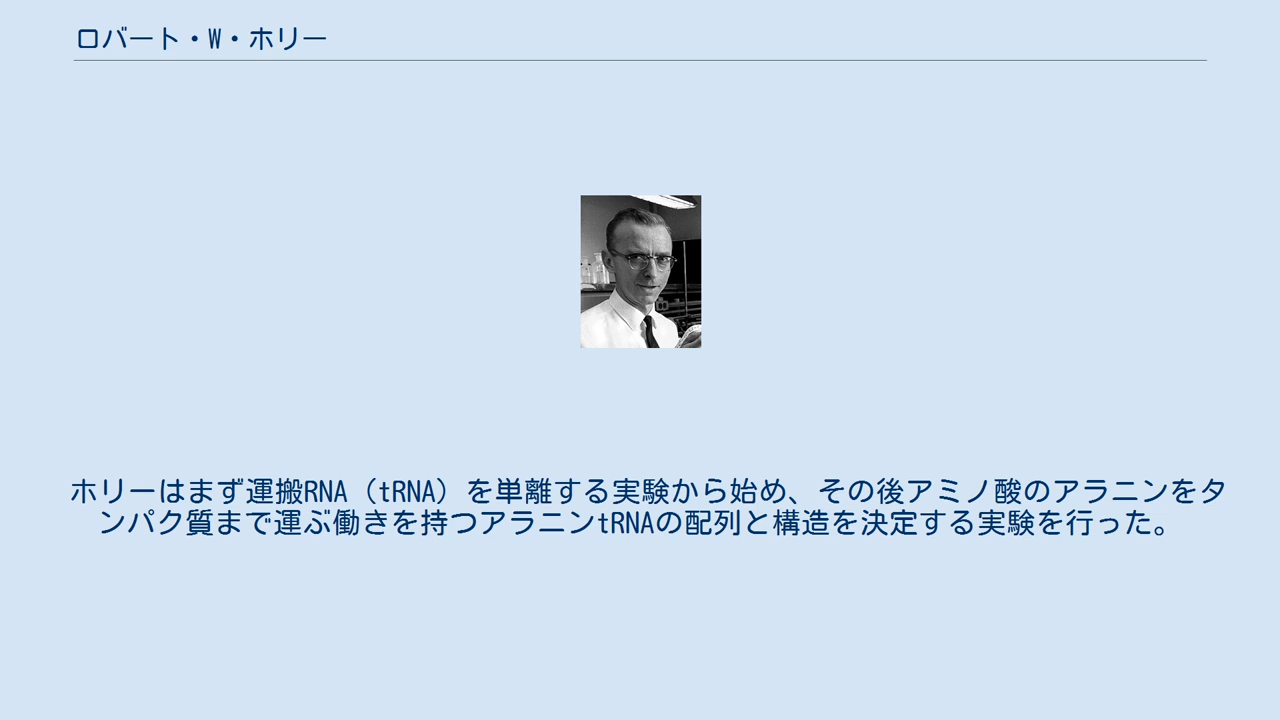 ロバート・W・ホリー
ホリーはまず運搬RNA（tRNA）を単離する実験から始め、その後アミノ酸のアラニンをタ
ンパク質まで運ぶ働きを持つアラニンtRNAの配列と構造を決定する実験を行った。